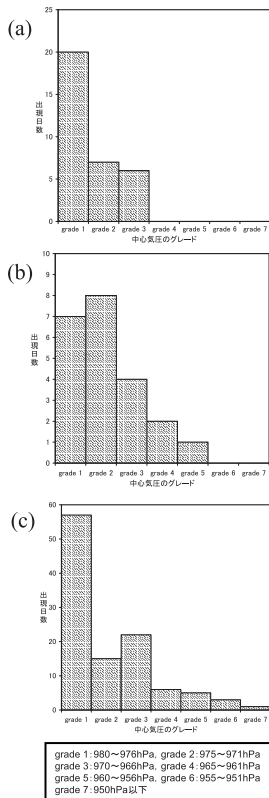 (a)
25
20
15
10
5
0
出現日数
grade 1 grade 2 grade 3 grade 4 grade 5 grade 6 grade 7
中心気圧のグレード
(b)
10
9
8
7
6
5
4
3
2
1
0
出現日数
grade 1 grade 2 grade 3 grade 4 grade 5 grade 6 grade 7
中心気圧のグレード
(c)
60
50
40
30
20
10
0
出現日数
grade 1 grade 2 grade 3 grade 4 grade 5 grade 6 grade 7
中心気圧のグレード
grade 1:980〜976hPa, grade 2:975〜971hPa
grade 3:970〜966hPa, grade 4:965〜961hPa
grade 5:960〜956hPa, grade 6:955〜951hPa
grade 7:950hPa以下